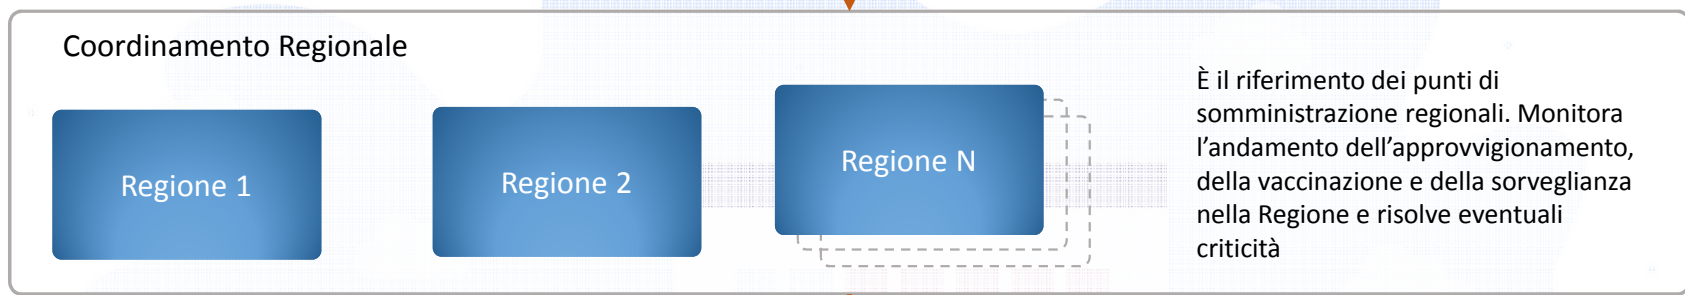 Coordinamento Regionale
Regione 1
Regione 2
Regione N
È il riferimento dei punti di
somministrazione regionali. Monitora
l’andamento dell’approvvigionamento,
della vaccinazione e della sorveglianza
nella Regione e risolve eventuali
criticità